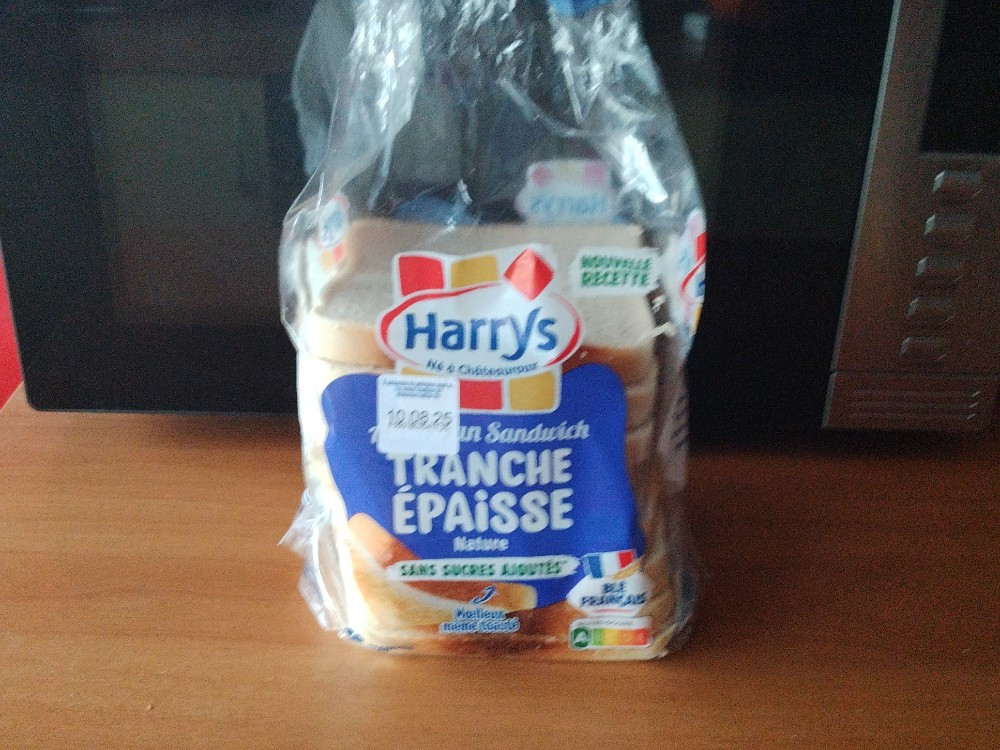 NOUVELLE
RECETTE
Harrys
Né à Châteauroux
10.08.25
an Sandwich
TRANCHE
ÉPAiSSE
Nature
SANS SUCRES AJOUTÉS*
Moelleux
même toasté
BLÉ
FRANÇAIS
A